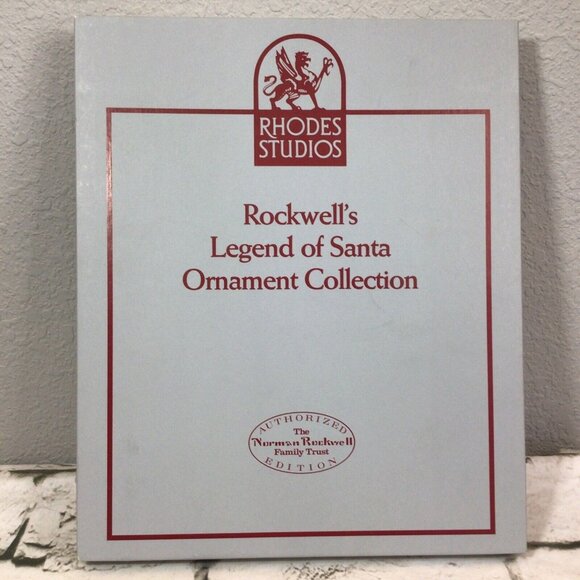 RHODES
STUDIOS
Rockwell's
Legend of Santa
Ornament Collection
AUTHORIZED
The
Norman Rockwell
Family Trust
EDITION